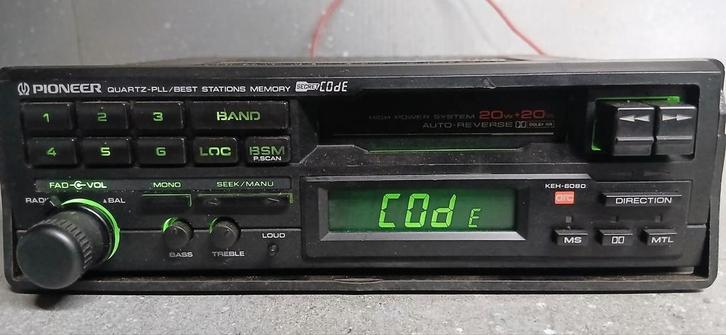 PIONEER QUARTZ-PLL/BEST STATIONS MEMORY SECRET COdE
1 2 3 BAND
HIGH POWER SYSTEM 20W+20W
AUTO-REVERSE DOLBY NR
◀◀ ▶▶
4 5 6 LOC BSM
P.SCAN
FAD VOL MONO SEEK/MANU
BAL
KEH-6080
arc DIRECTION
COdE
BASS TREBLE LOUD
MS MTL